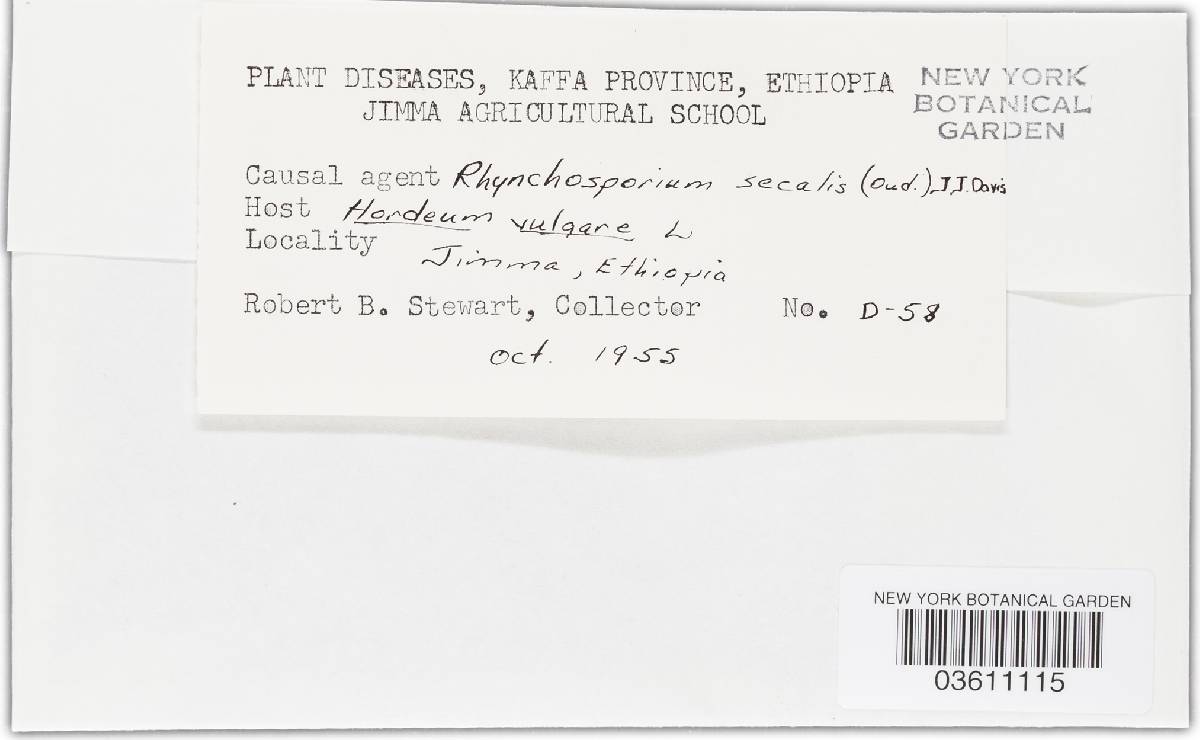 PLANT DISEASES, KAFFA PROVINCE, ETHIOPIA
JIMMA AGRICULTURAL SCHOOL
NEW YORK
BOTANICAL
GARDEN
Causal agent Rhynchosporium secalis (Oud.) J.J. Davis
Host Hordeum vulgare L
Locality Jimma, Ethiopia
Robert B. Stewart, Collector No. D-58
Oct. 1955
NEW YORK BOTANICAL GARDEN
03611115